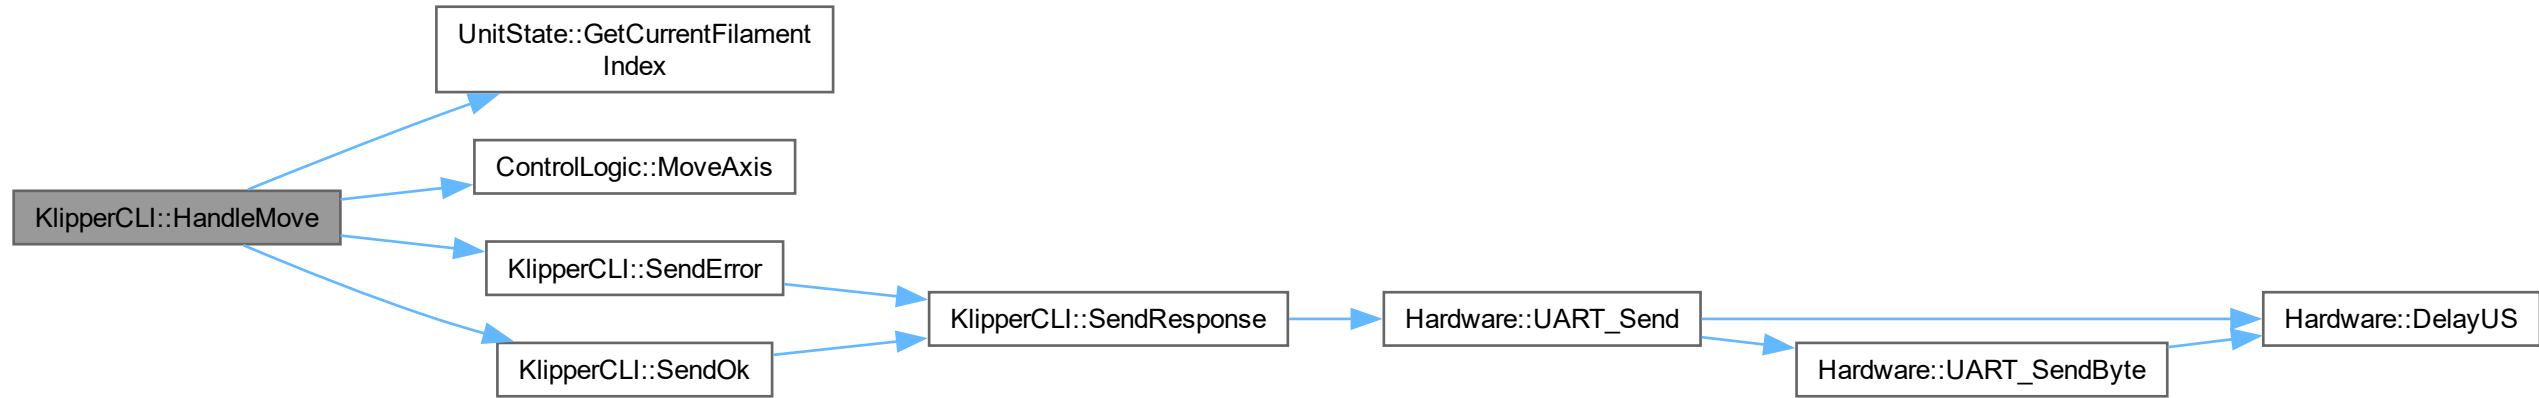 UnitState::GetCurrentFilament
Index
ControlLogic::MoveAxis
KlipperCLI::HandleMove
KlipperCLI::SendError
KlipperCLI::SendResponse
Hardware::UART_Send
Hardware::DelayUS
KlipperCLI::SendOk
Hardware::UART_SendByte